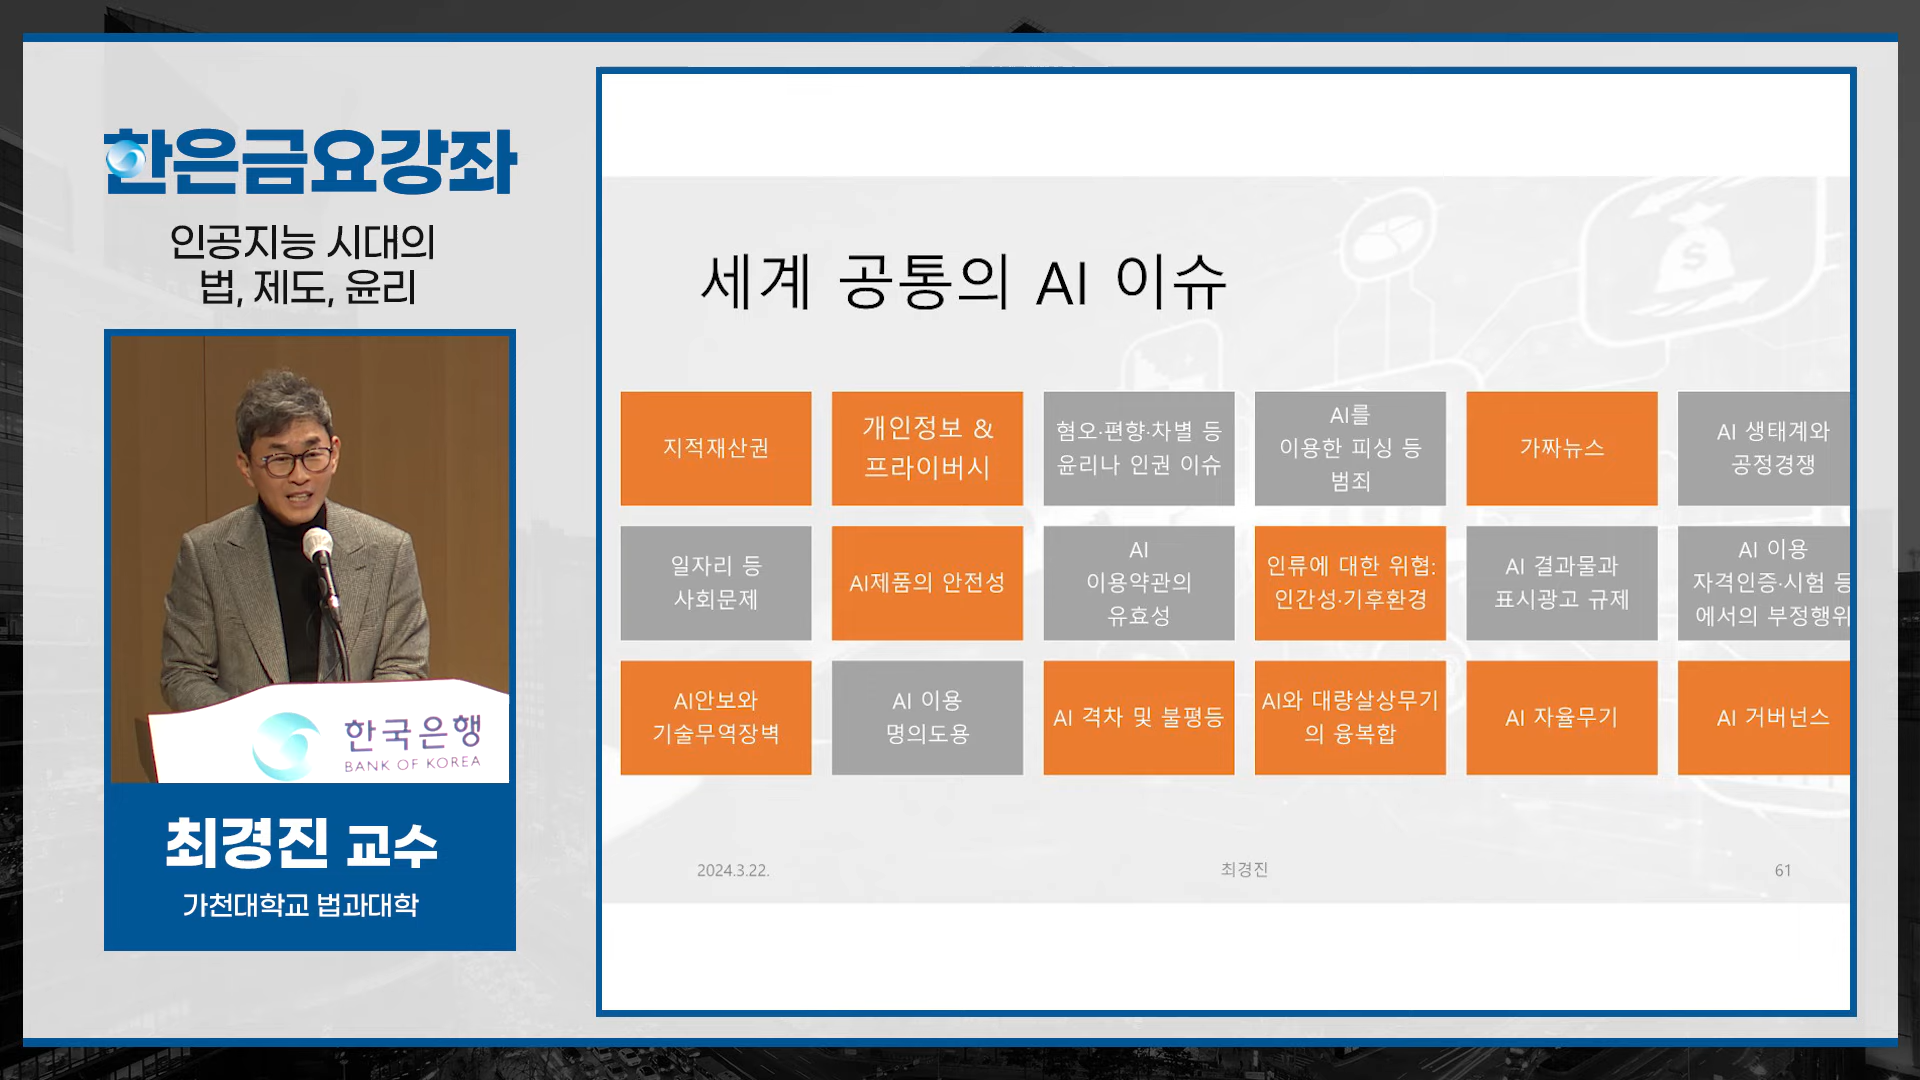 한은금요강좌
인공지능 시대의
법, 제도, 윤리
한국은행
BANK OF KOREA
최경진 교수
가천대학교 법과대학
세계 공통의 AI 이슈
지적재산권
개인정보 &
프라이버시
혐오·편향·차별 등
윤리나 인권 이슈
AI를
이용한 피싱 등
범죄
가짜뉴스
AI 생태계와
공정경쟁
일자리 등
사회문제
AI제품의 안전성
AI
이용약관의
유효성
인류에 대한 위협:
인간성·기후환경
AI 결과물과
표시광고 규제
AI 이용
자격인증·시험 등
에서의 부정행위
AI안보와
기술무역장벽
AI 이용
명의도용
AI 격차 및 불평등
AI와 대량살상무기
의 융복합
AI 자율무기
AI 거버넌스
2024.3.22.
최경진
61